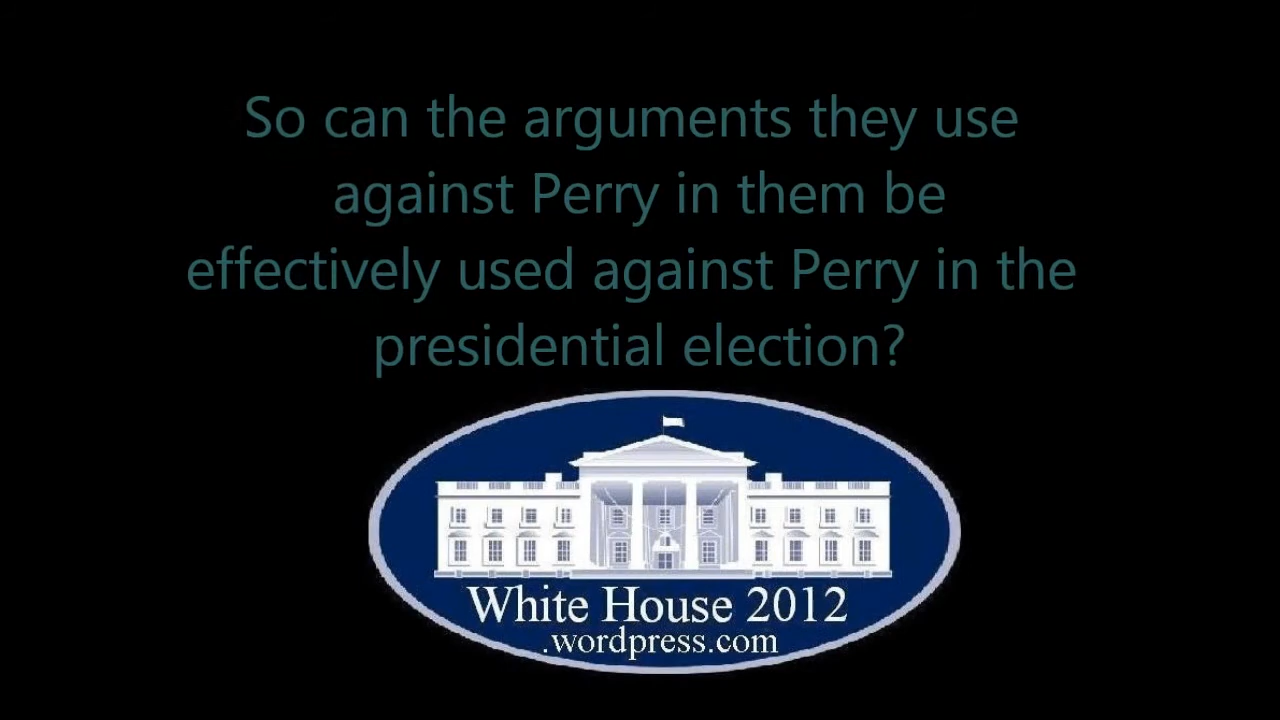 So can the arguments they use
against Perry in them be
effectively used against Perry in the
presidential election?
White House 2012
.wordpress.com